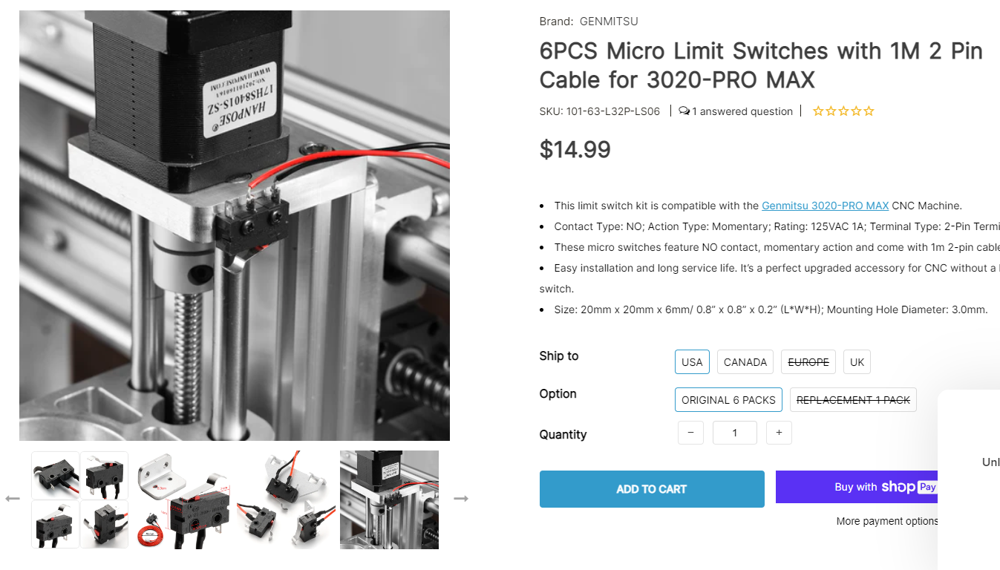 HANPOSE®
17HS8401S-SZ
WWW.HANPOSE.COM
Brand: GENMITSU
6PCS Micro Limit Switches with 1M 2 Pin
Cable for 3020-PRO MAX
SKU: 101-63-L32P-LS06
1 answered question
$14.99
• This limit switch kit is compatible with the Genmitsu 3020-PRO MAX CNC Machine.
• Contact Type: NO; Action Type: Momentary; Rating: 125VAC 1A; Terminal Type: 2-Pin Termi
• These micro switches feature NO contact, momentary action and come with 1m 2-pin cable
• Easy installation and long service life. It's a perfect upgraded accessory for CNC without a
switch.
• Size: 20mm x 20mm x 6mm/ 0.8” x 0.8” x 0.2” (L*W*H); Mounting Hole Diameter: 3.0mm.
Ship to
USA CANADA EUROPE UK
Option
ORIGINAL 6 PACKS REPLACEMENT 1 PACK
Quantity
− 1 +
Unl
ADD TO CART
Buy with shop Pay
More payment options